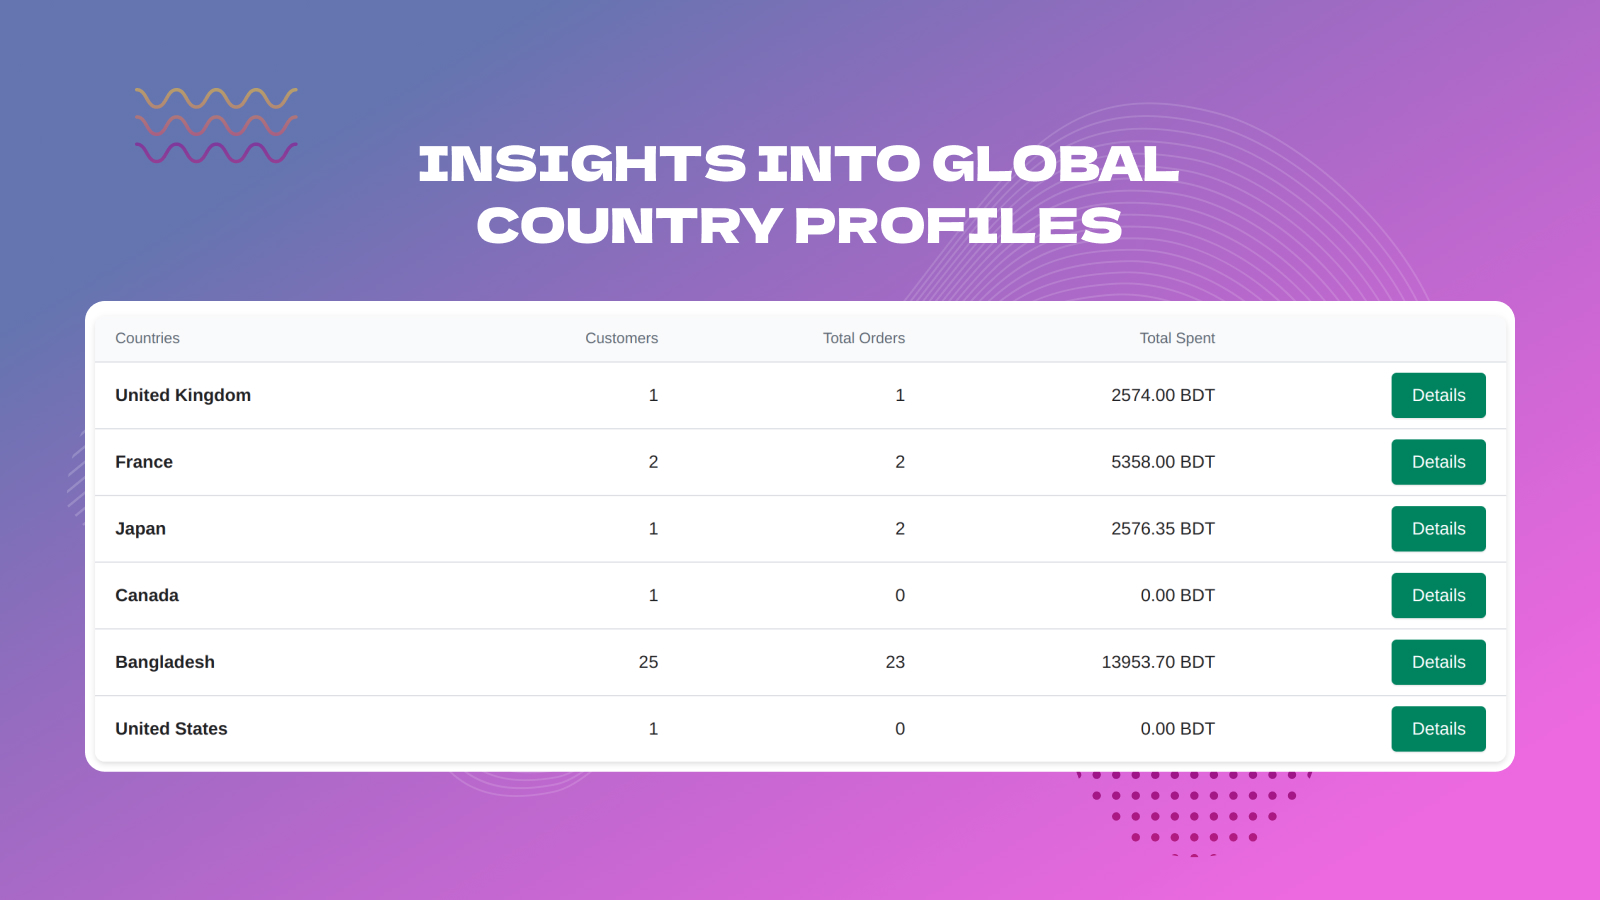 INSIGHTS INTO GLOBAL
COUNTRY PROFILES
Countries Customers Total Orders Total Spent
United Kingdom 1 1 2574.00 BDT Details
France 2 2 5358.00 BDT Details
Japan 1 2 2576.35 BDT Details
Canada 1 0 0.00 BDT Details
Bangladesh 25 23 13953.70 BDT Details
United States 1 0 0.00 BDT Details